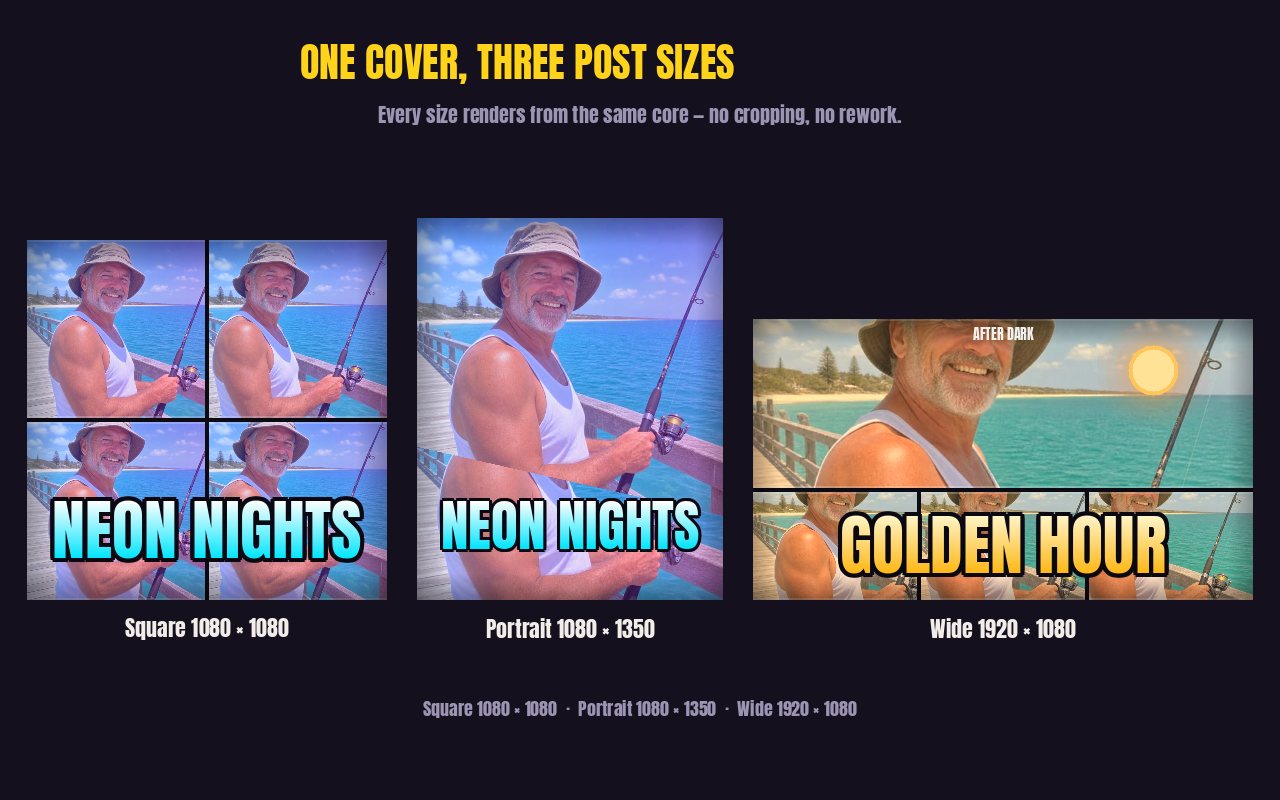 ONE COVER, THREE POST SIZES
Every size renders from the same core – no cropping, no rework.
NEON NIGHTS
NEON NIGHTS
AFTER DARK
GOLDEN HOUR
Square 1080 × 1080
Portrait 1080 × 1350
Wide 1920 × 1080
Square 1080 × 1080 · Portrait 1080 × 1350 · Wide 1920 × 1080